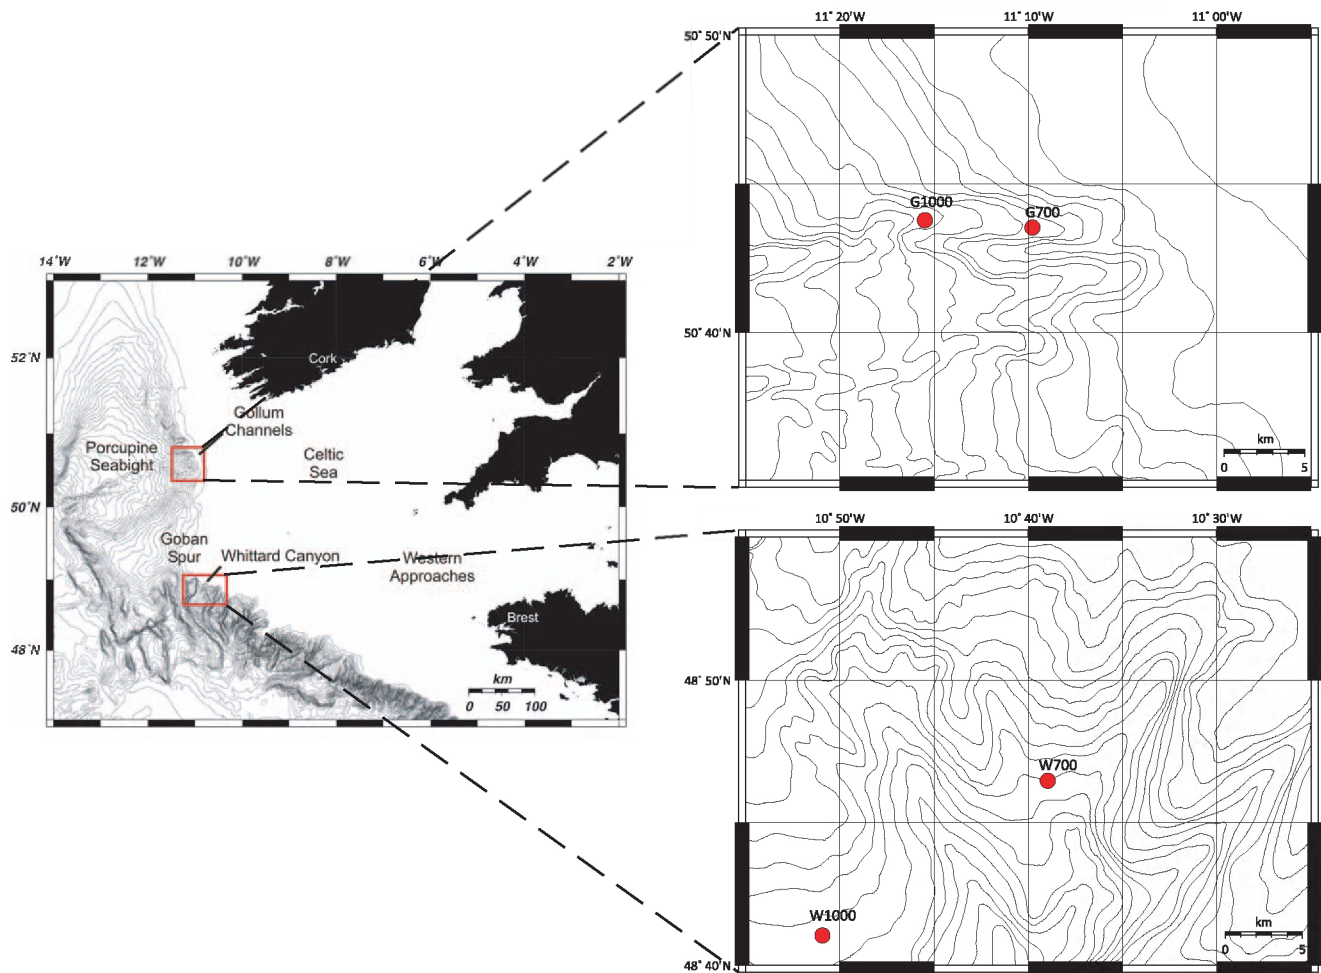 11˚ 20'W 11˚ 10'W 11˚ 00'W
50˚ 50'N
G1000
G700
50˚ 40'N
km
0 5
14˚W 12˚W 10˚W 8˚W 6˚W 4˚W 2˚W
52˚N
Cork
Gollum
Channels
Porcupine
Seabight
Celtic
Sea
50˚N
Goban
Spur
Whittard Canyon
Western
Approaches
Brest
48˚N
km
0 50 100
10˚ 50'W 10˚ 40'W 10˚ 30'W
48˚ 50'N
W700
W1000
km
0 5
48˚ 40'N